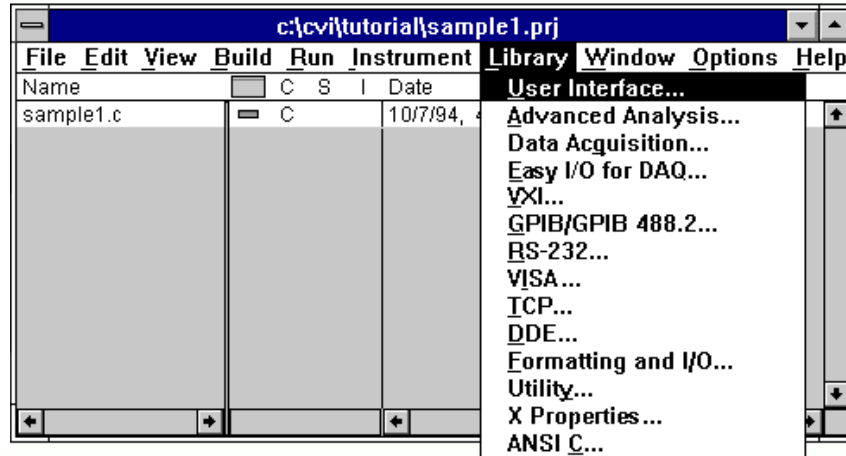 c:\cvi\tutorial\sample1.prj
File Edit View Build Run Instrument Library Window Options Help
Name C S I Date
sample1.c C 10/7/94,
User Interface...
Advanced Analysis...
Data Acquisition...
Easy I/O for DAQ...
VXI...
GPIB/GPIB 488.2...
RS-232...
VISA...
TCP...
DDE...
Formatting and I/O...
Utility...
X Properties...
ANSI C...